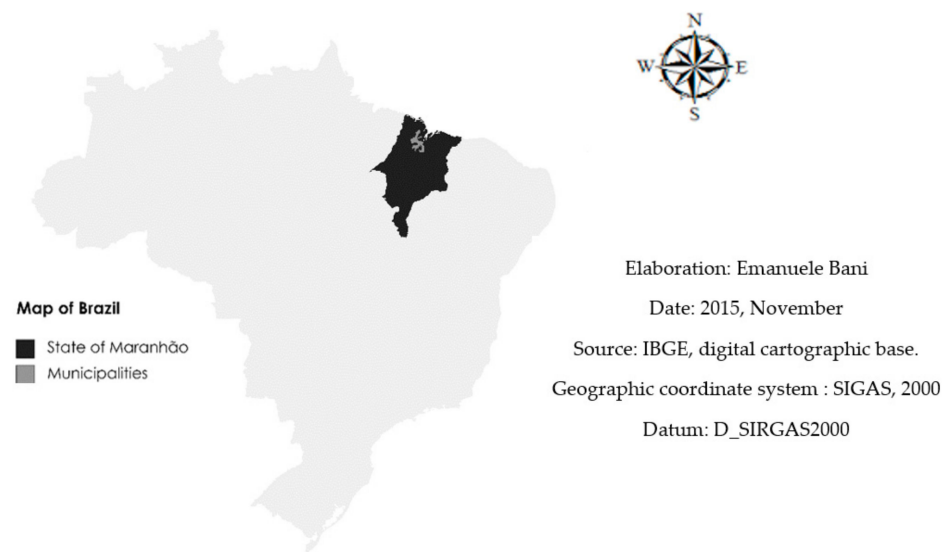 N
W E
S
Elaboration: Emanuele Bani
Date: 2015, November
Source: IBGE, digital cartographic base.
Geographic coordinate system : SIGAS, 2000
Datum: D_SIRGAS2000
Map of Brazil
State of Maranhão
Municipalities